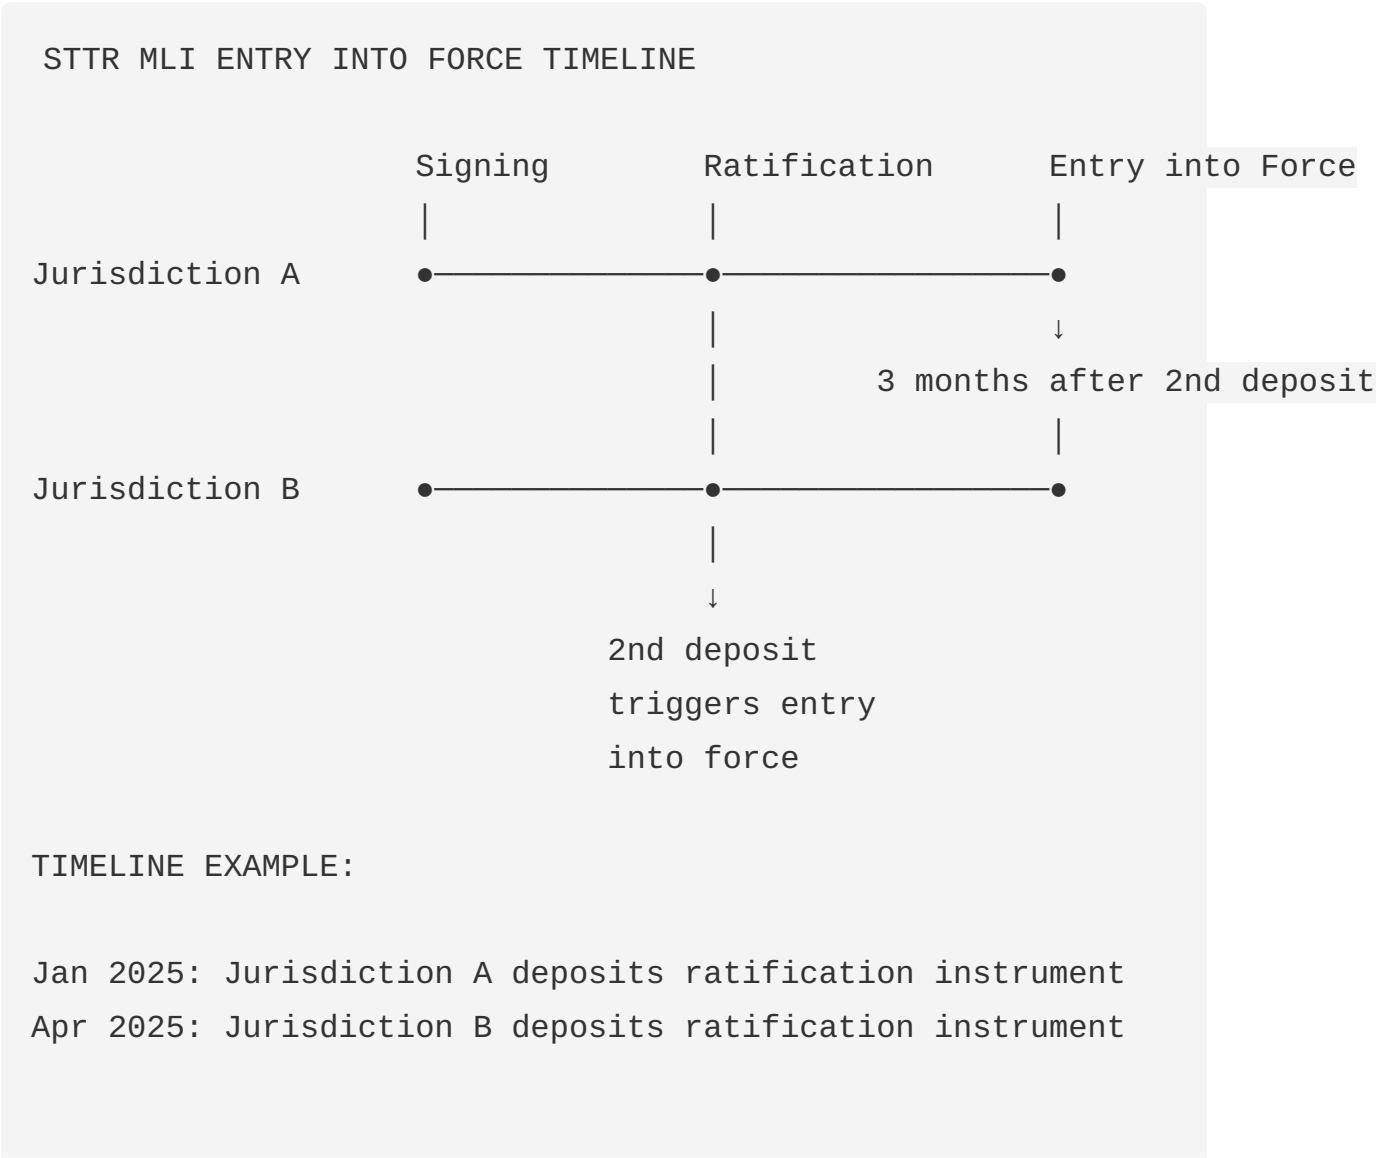 STTR MLI ENTRY INTO FORCE TIMELINE
Signing Ratification Entry into Force
Jurisdiction A
3 months after 2nd deposit
Jurisdiction B
2nd deposit
triggers entry
into force
TIMELINE EXAMPLE:
Jan 2025: Jurisdiction A deposits ratification instrument
Apr 2025: Jurisdiction B deposits ratification instrument